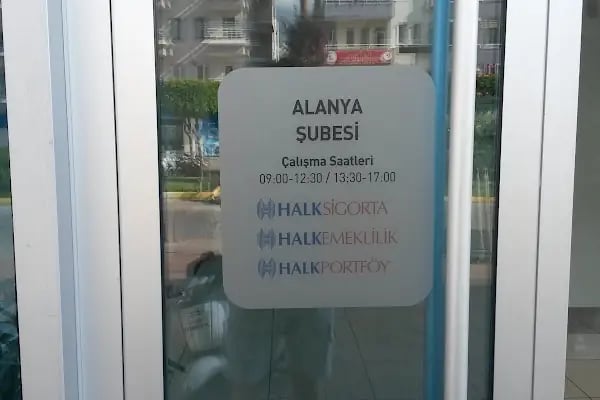 ALANYA
ŞUBESİ
Çalışma Saatleri
09:00-12:30 / 13:30-17:00
HALKSİGORTA
HALKEMEKLİLİK
HALKPORTFÖY